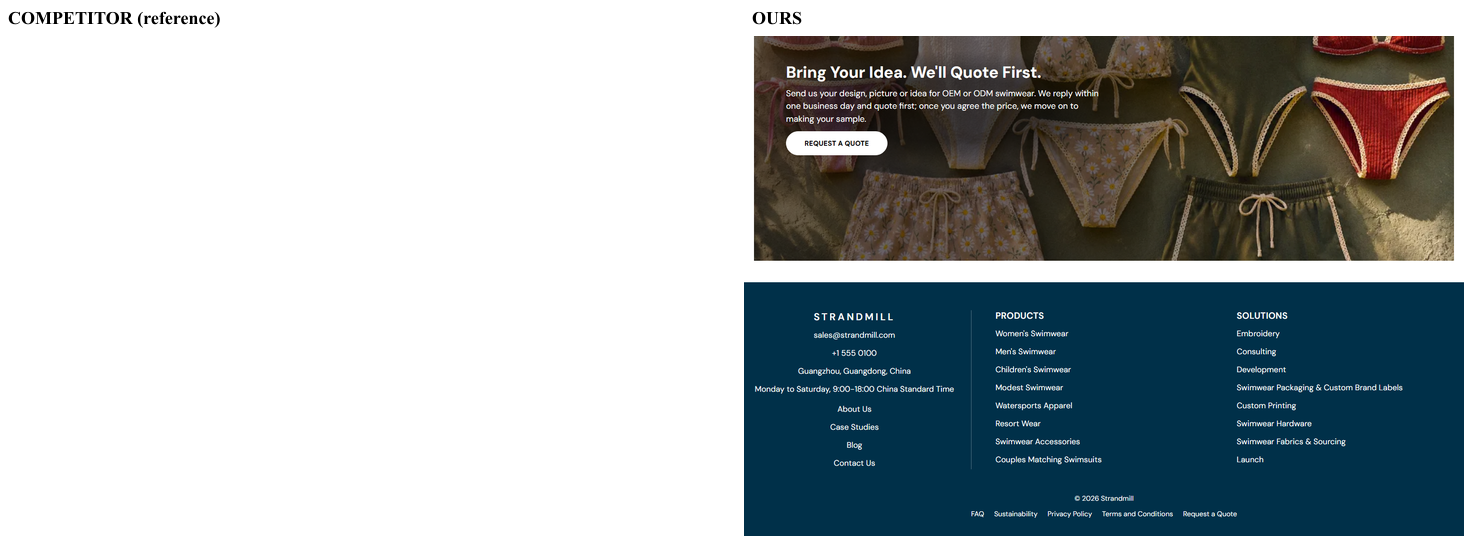 COMPETITOR (reference)
OURS
Bring Your Idea. We'll Quote First.
Send us your design, picture or idea for OEM or ODM swimwear. We reply within
one business day and quote first; once you agree the price, we move on to
making your sample.
REQUEST A QUOTE
STRANDMILL
sales@strandmill.com
+1 555 0100
Guangzhou, Guangdong, China
Monday to Saturday, 9:00-18:00 China Standard Time
About Us
Case Studies
Blog
Contact Us
PRODUCTS
Women's Swimwear
Men's Swimwear
Children's Swimwear
Modest Swimwear
Watersports Apparel
Resort Wear
Swimwear Accessories
Couples Matching Swimsuits
SOLUTIONS
Embroidery
Consulting
Development
Swimwear Packaging & Custom Brand Labels
Custom Printing
Swimwear Hardware
Swimwear Fabrics & Sourcing
Launch
© 2026 Strandmill
FAQ Sustainability Privacy Policy Terms and Conditions Request a Quote